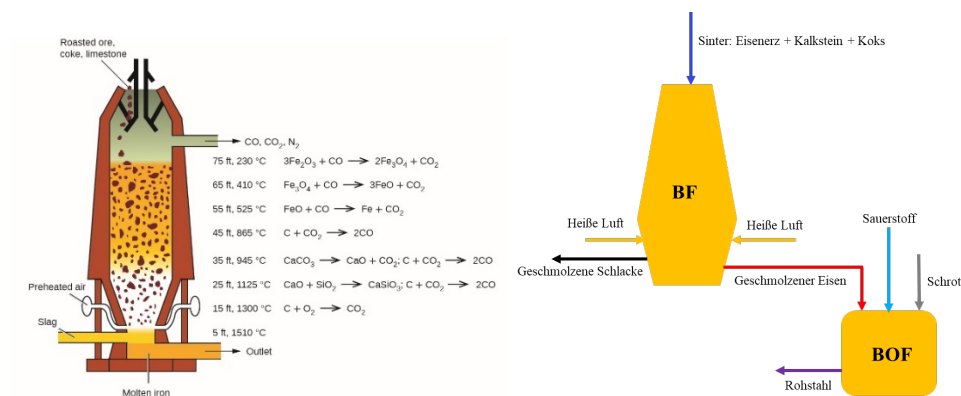 Roasted ore,
coke, limestone
CO, CO₂, N₂
75 ft, 230 °C 3Fe₂O₃ + CO → 2Fe₃O₄ + CO₂
65 ft, 410 °C Fe₃O₄ + CO → 3FeO + CO₂
55 ft, 525 °C FeO + CO → Fe + CO₂
45 ft, 865 °C C + CO₂ → 2CO
35 ft, 945 °C CaCO₃ → CaO + CO₂; C + CO₂ → 2CO
25 ft, 1125 °C CaO + SiO₂ → CaSiO₃; C + CO₂ → 2CO
15 ft, 1300 °C C + O₂ → CO₂
5 ft, 1510 °C
Preheated air
Slag
Outlet
Molten iron
Sinter: Eisenerz + Kalkstein + Koks
BF
Heiße Luft
Heiße Luft
Geschmolzene Schlacke
Geschmolzener Eisen
Sauerstoff
Schrot
BOF
Rohstahl